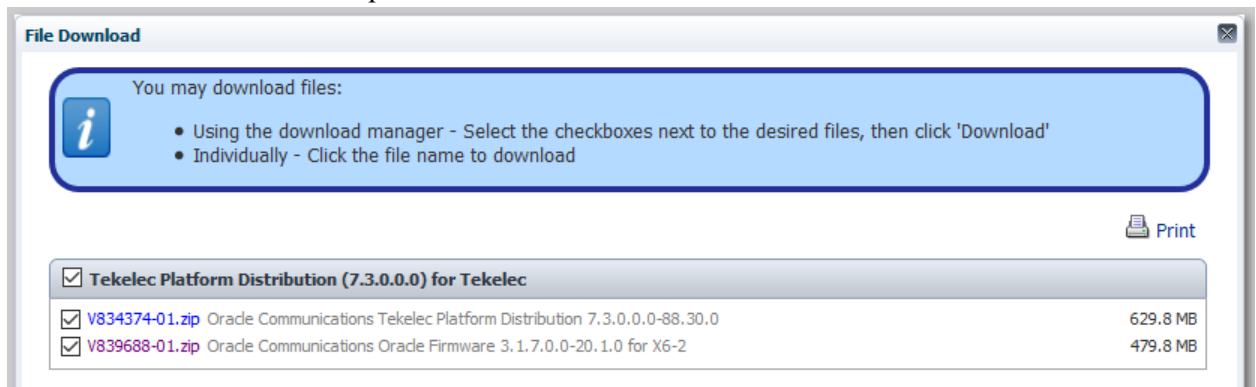 File Download
You may download files:
• Using the download manager - Select the checkboxes next to the desired files, then click 'Download'
• Individually - Click the file name to download
Print
Tekelec Platform Distribution (7.3.0.0.0) for Tekelec
V834374-01.zip Oracle Communications Tekelec Platform Distribution 7.3.0.0.0-88.30.0 629.8 MB
V839688-01.zip Oracle Communications Oracle Firmware 3.1.7.0.0-20.1.0 for X6-2 479.8 MB